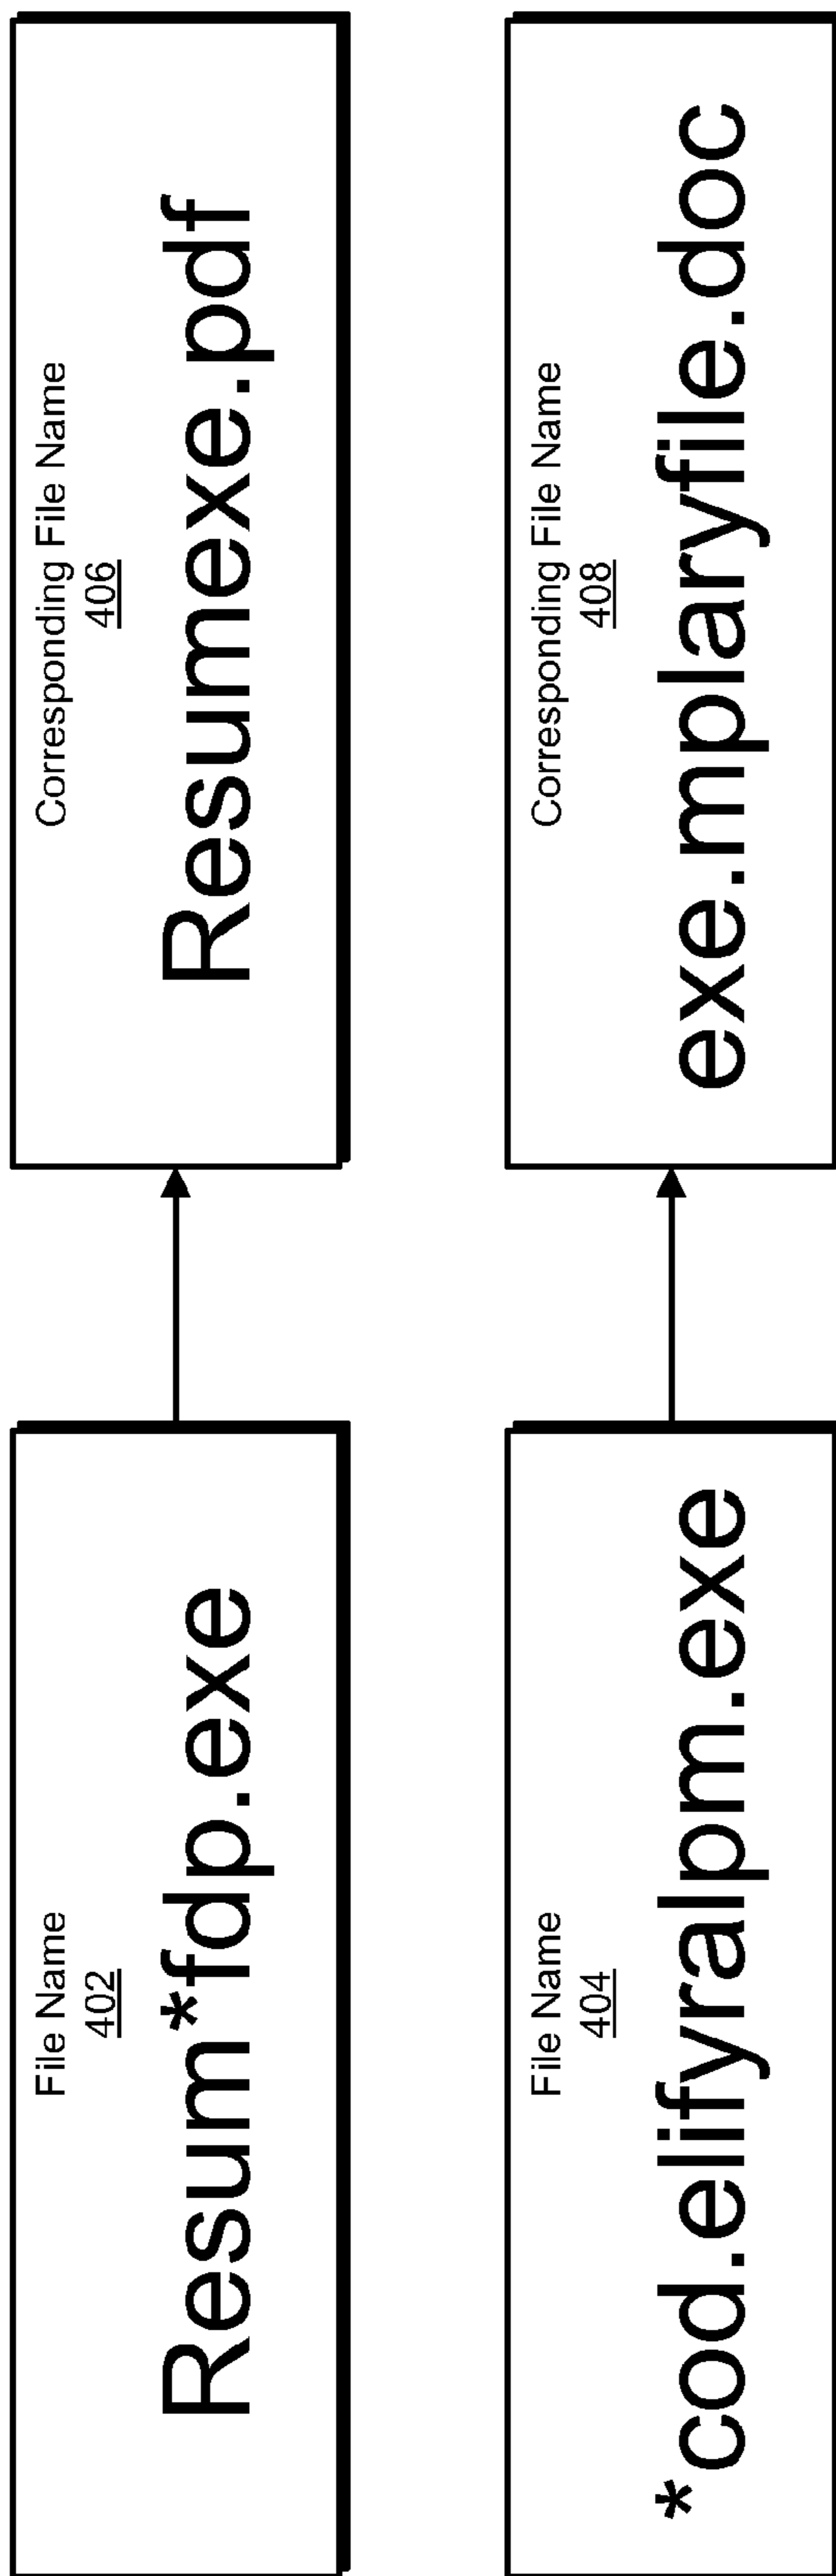 File Name
402
Resum*fdp.exe
Corresponding File Name
406
Resumexe.pdf
File Name
404
*cod.elifyralpm.exe
Corresponding File Name
408
exe.mplaryfile.doc